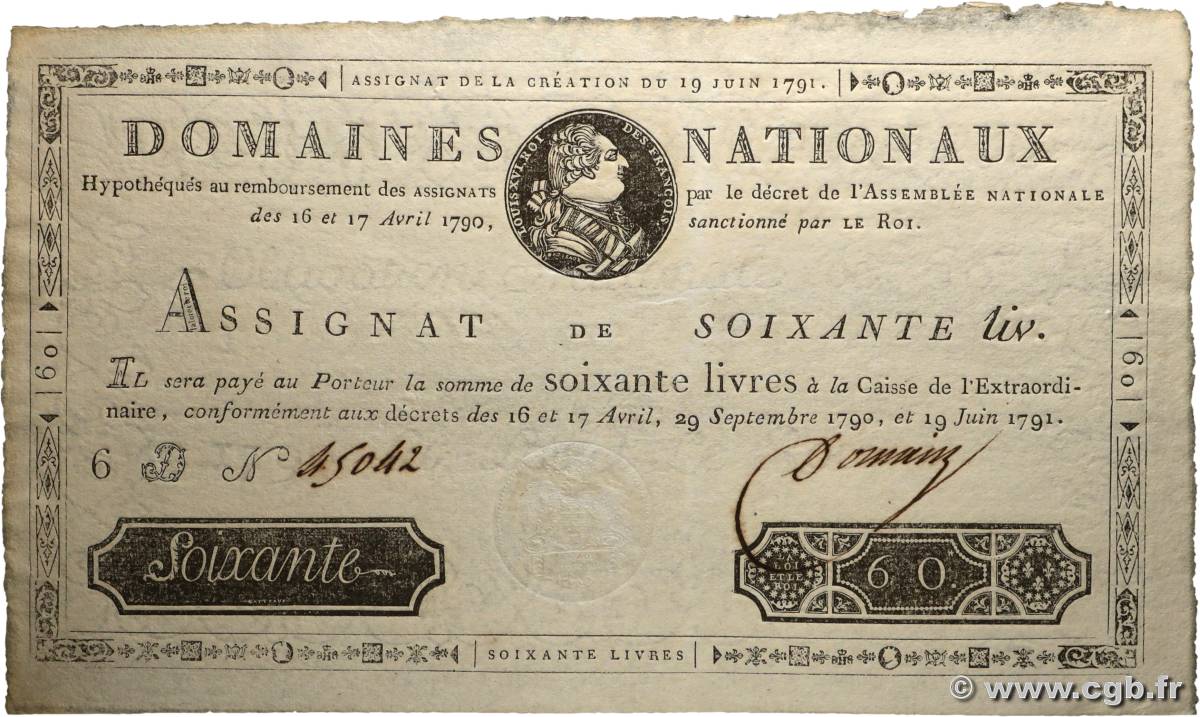 ASSIGNAT DE LA CRÉATION DU 19 JUIN 1791.
DOMAINES NATIONAUX
LOUIS XVI, ROI DES FRANÇOIS
Hypothéqués au remboursement des ASSIGNATS par le décret de l'ASSEMBLÉE NATIONALE
des 16 et 17 Avril 1790, sanctionné par LE ROI.
ASSIGNAT DE SOIXANTE liv.
IL sera payé au Porteur la somme de soixante livres à la Caisse de l'Extraordi-
naire, conformément aux décrets des 16 et 17 Avril, 29 Septembre 1790, et 19 Juin 1791.
60
60
6 D N 45042
Domain
Soixante
LA LOI ET LE ROI
60.
SOIXANTE LIVRES
© www.cgb.fr